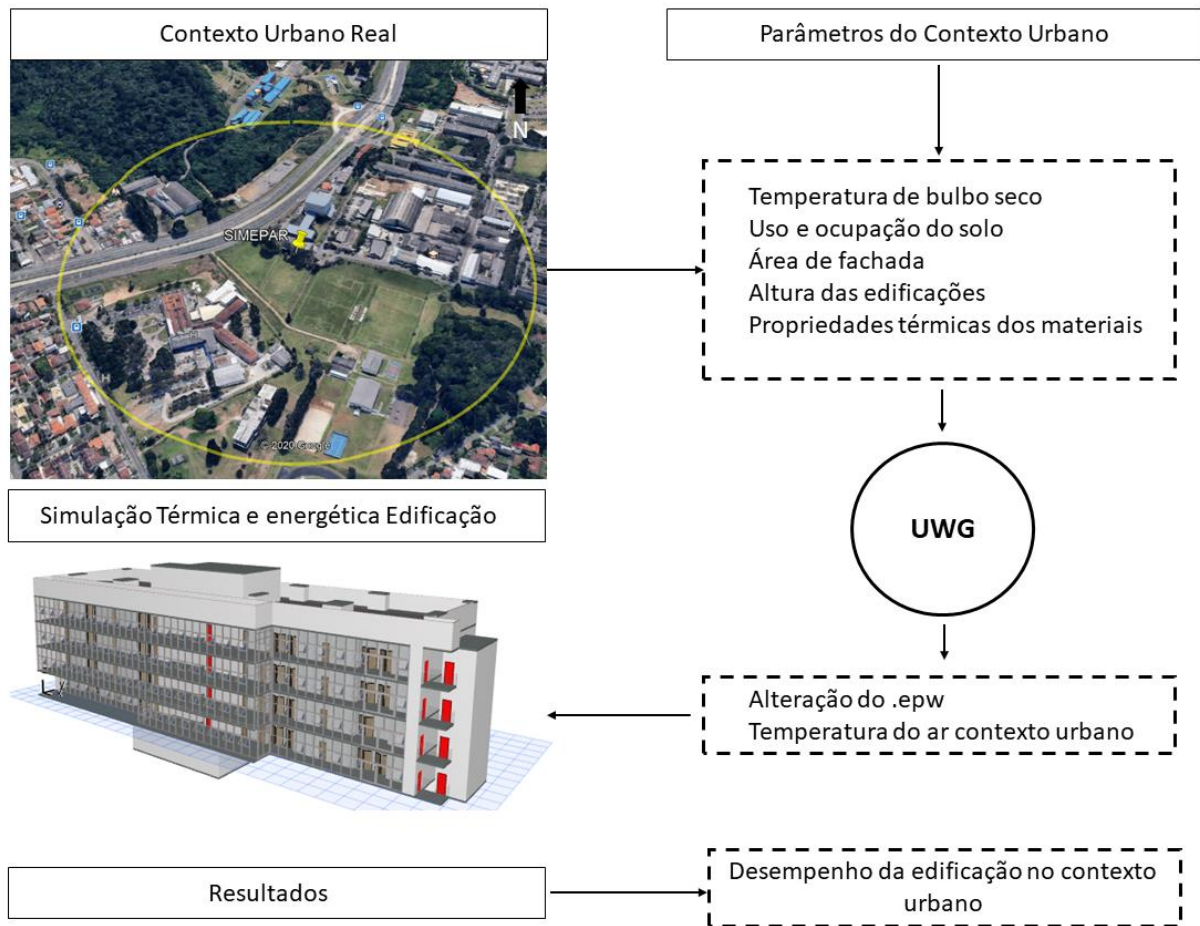 Contexto Urbano Real
Parâmetros do Contexto Urbano
N
SIMEPAR
© 2020 Google
Temperatura de bulbo seco
Uso e ocupação do solo
Área de fachada
Altura das edificações
Propriedades térmicas dos materiais
Simulação Térmica e energética Edificação
UWG
Alteração do .epw
Temperatura do ar contexto urbano
Resultados
Desempenho da edificação no contexto
urbano